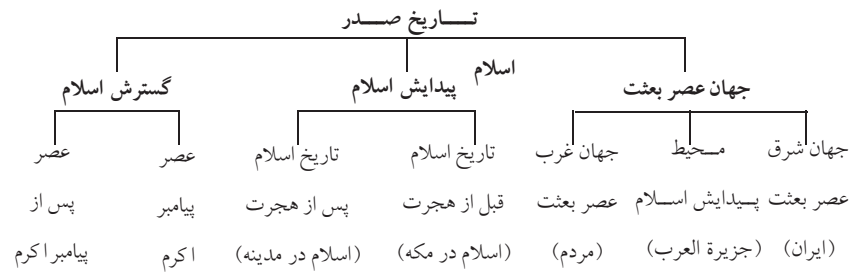 تاریخ صدر
اسلام
جهان عصر بعثت
پیدایش اسلام
گسترش اسلام
جهان شرق
عصر بعثت
(ایران)
محیط
پیدایش اسلام
(جزیرة العرب)
جهان غرب
عصر بعثت
(مردم)
تاریخ اسلام
قبل از هجرت
(اسلام در مکه)
تاریخ اسلام
پس از هجرت
(اسلام در مدینه)
عصر
پیامبر
اکرم
عصر
پس از
پیامبر اکرم